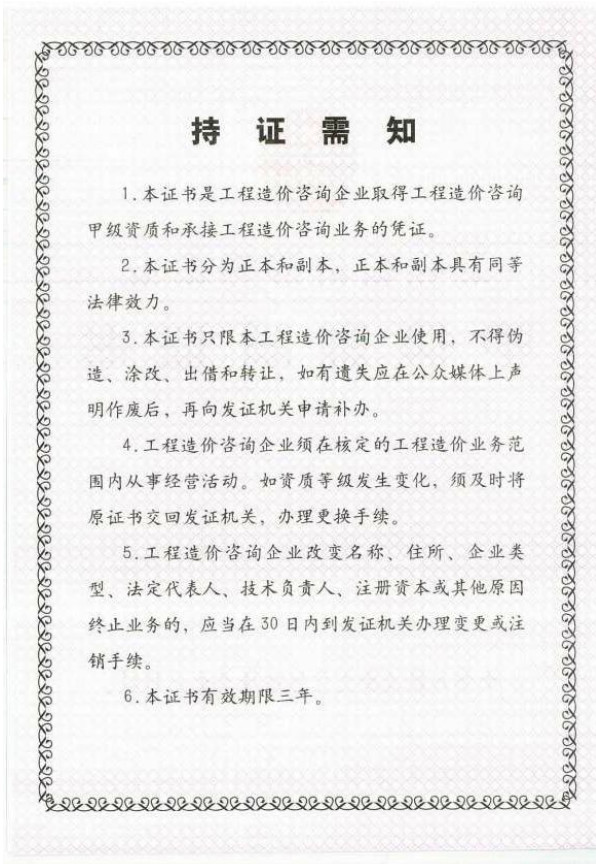 持证需知
1.本证书是工程造价咨询企业取得工程造价咨询
甲级资质和承接工程造价咨询业务的凭证。
2.本证书分为正本和副本，正本和副本具有同等
法律效力。
3.本证书只限本工程造价咨询企业使用，不得伪
造、涂改、出借和转让，如有遗失应在公众媒体上声
明作废后，再向发证机关申请补办。
4.工程造价咨询企业须在核定的工程造价业务范
围内从事经营活动。如资质等级发生变化，须及时将
原证书交回发证机关，办理更换手续。
5.工程造价咨询企业改变名称、住所、企业类
型、法定代表人、技术负责人、注册资本或其他原因
终止业务的，应当在30日内到发证机关办理变更或注
销手续。
6.本证书有效期限三年。